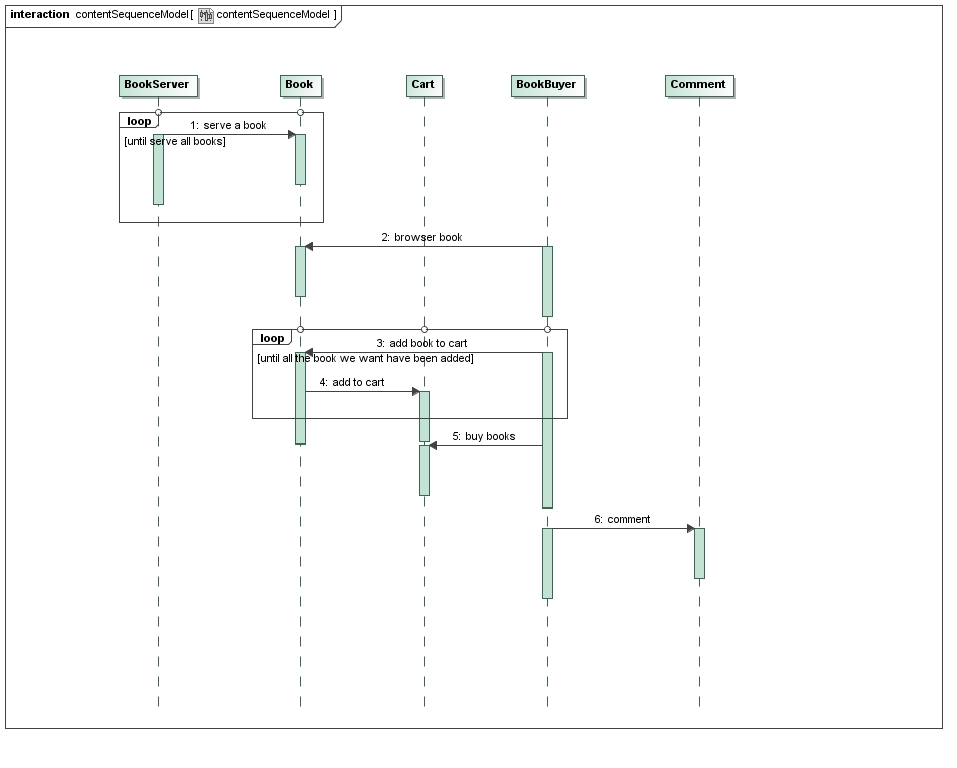 interaction contentSequenceModel[ contentSequenceModel ]
BookServer Book Cart BookBuyer Comment
loop
1: serve a book
[until serve all books]
2: browser book
loop
3: add book to cart
[until all the book we want have been added]
4: add to cart
5: buy books
6: comment